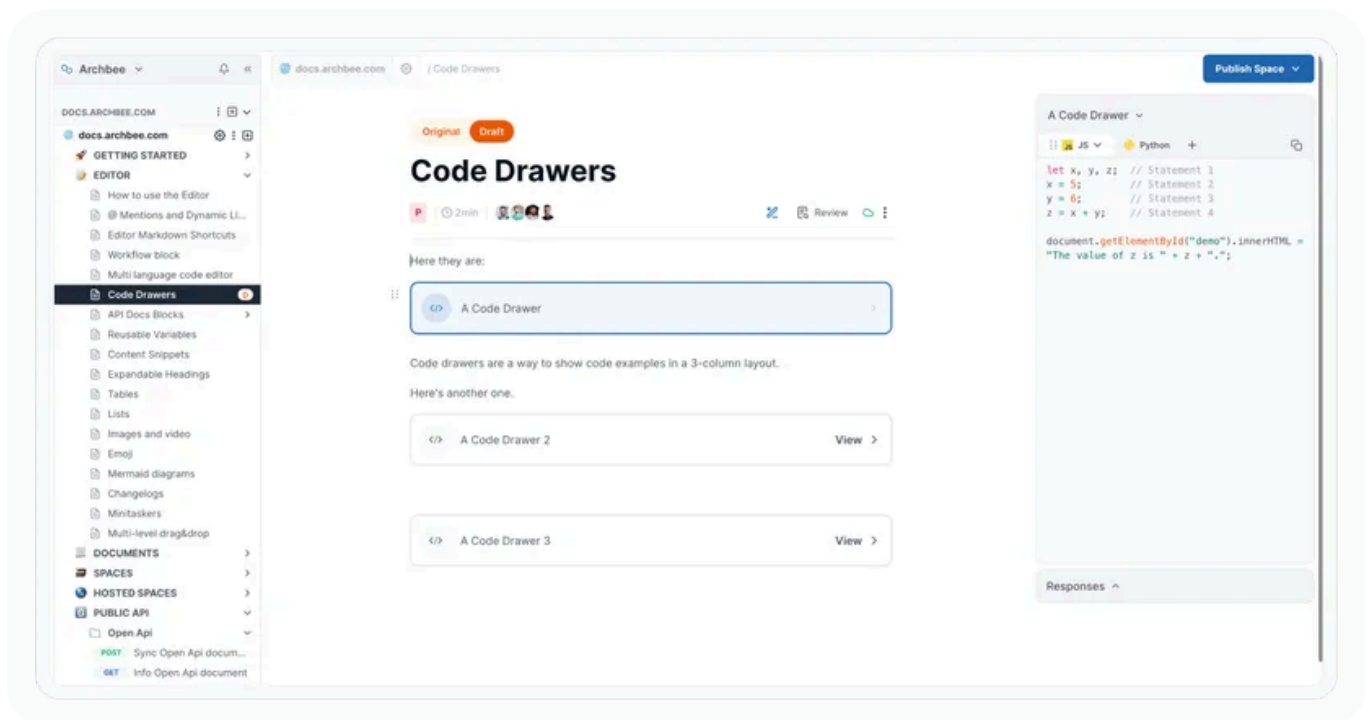 Archbee
docs.archbee.com
/ Code Drawers
Publish Space
DOCS.ARCHBEE.COM
docs.archbee.com
GETTING STARTED
EDITOR
How to use the Editor
@ Mentions and Dynamic Li...
Editor Markdown Shortcuts
Workflow block
Multi language code editor
Code Drawers
D
API Docs Blocks
Reusable Variables
Content Snippets
Expandable Headings
Tables
Lists
Images and video
Emoji
Mermaid diagrams
Changelogs
Minitaskers
Multi-level drag&drop
DOCUMENTS
SPACES
HOSTED SPACES
PUBLIC API
Open Api
POST Sync Open Api docum...
GET Info Open Api document
Original Draft
Code Drawers
P 2min Review
Here they are:
</> A Code Drawer
Code drawers are a way to show code examples in a 3-column layout.
Here's another one.
</> A Code Drawer 2 View
</> A Code Drawer 3 View
A Code Drawer
JS JS Python +
let x, y, z; // Statement 1
x = 5; // Statement 2
y = 6; // Statement 3
z = x + y; // Statement 4
document.getElementById("demo").innerHTML =
"The value of z is " + z + ".";
Responses